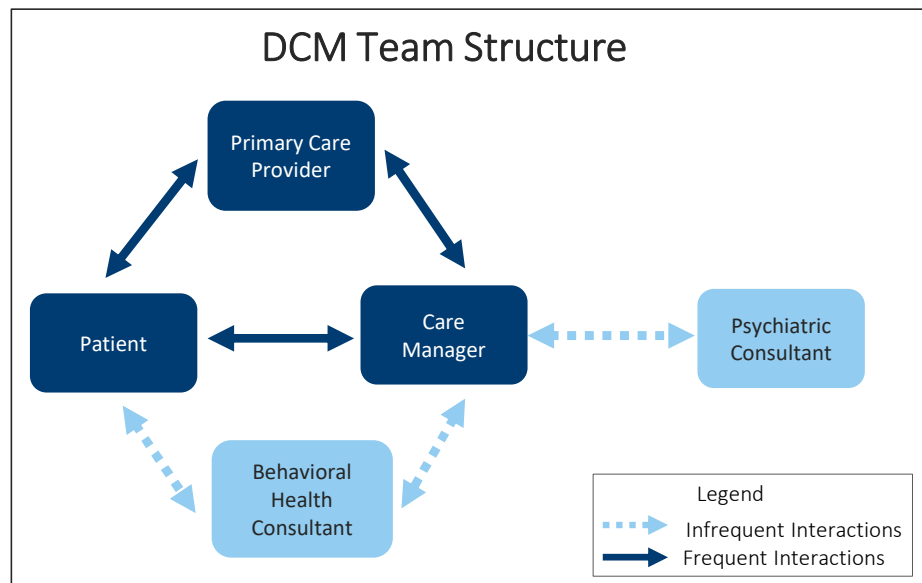 DCM Team Structure
Primary Care
Provider
Patient
Care
Manager
Psychiatric
Consultant
Behavioral
Health
Consultant
Legend
Infrequent Interactions
Frequent Interactions